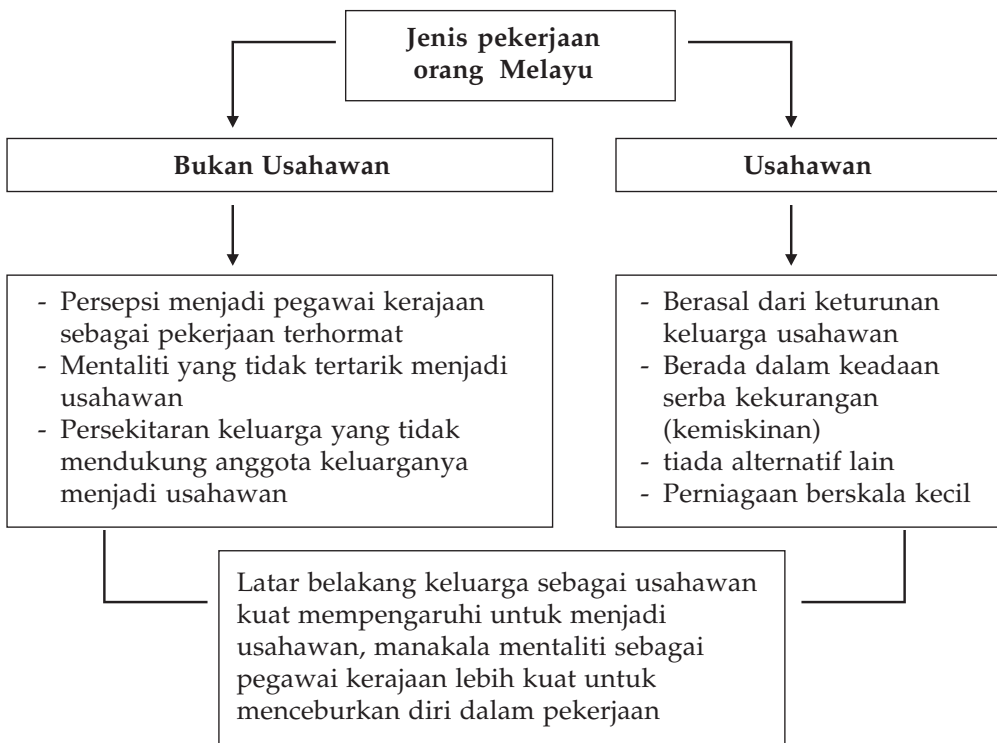 Jenis pekerjaan
orang Melayu
Bukan Usahawan
Usahawan
- Persepsi menjadi pegawai kerajaan
sebagai pekerjaan terhormat
- Mentaliti yang tidak tertarik menjadi
usahawan
- Persekitaran keluarga yang tidak
mendukung anggota keluarganya
menjadi usahawan
- Berasal dari keturunan
keluarga usahawan
- Berada dalam keadaan
serba kekurangan
(kemiskinan)
- tiada alternatif lain
- Perniagaan berskala kecil
Latar belakang keluarga sebagai usahawan
kuat mempengaruhi untuk menjadi
usahawan, manakala mentaliti sebagai
pegawai kerajaan lebih kuat untuk
menceburkan diri dalam pekerjaan